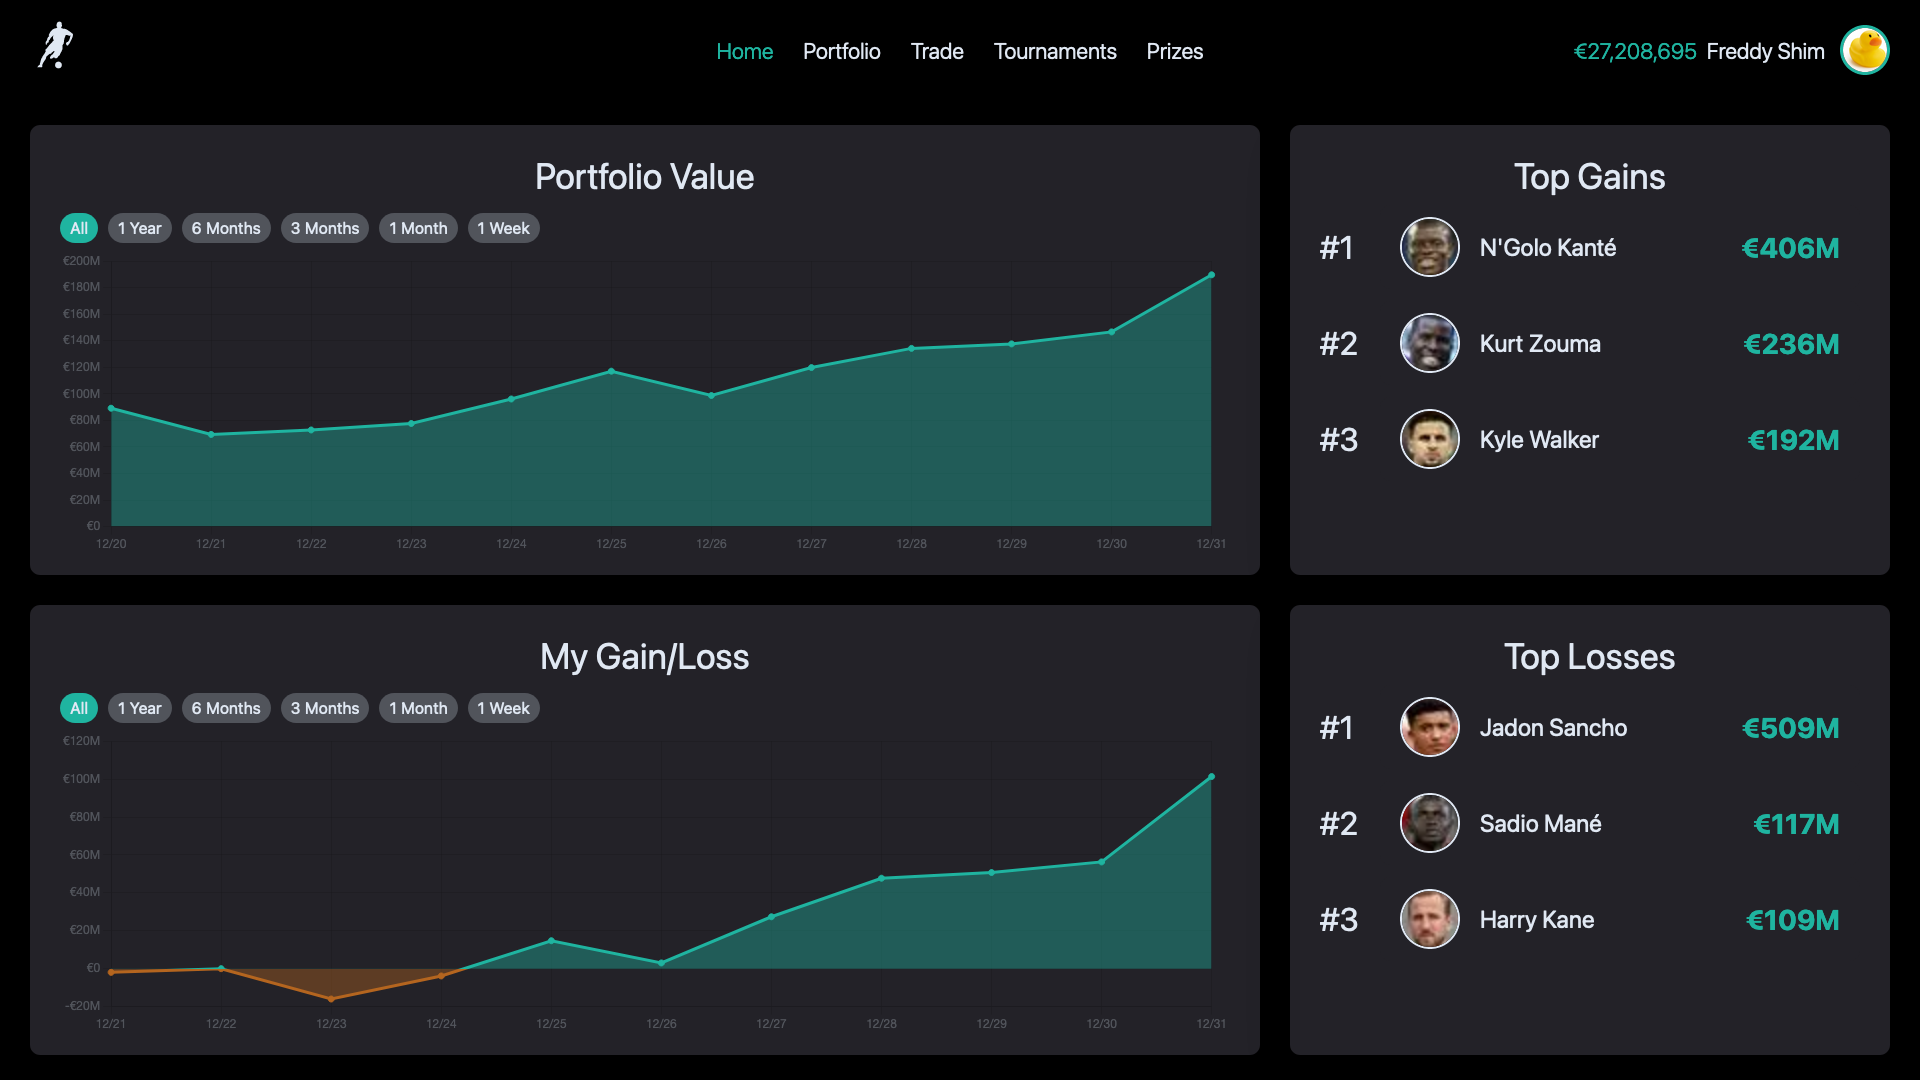 Home Portfolio Trade Tournaments Prizes €27,208,695 Freddy Shim
Portfolio Value
All 1 Year 6 Months 3 Months 1 Month 1 Week
€200M
€180M
€160M
€140M
€120M
€100M
€80M
€60M
€40M
€20M
€0
12/20 12/21 12/22 12/23 12/24 12/25 12/26 12/27 12/28 12/29 12/30 12/31
Top Gains
#1 N'Golo Kanté €406M
#2 Kurt Zouma €236M
#3 Kyle Walker €192M
My Gain/Loss
All 1 Year 6 Months 3 Months 1 Month 1 Week
€120M
€100M
€80M
€60M
€40M
€20M
€0
-€20M
12/21 12/22 12/23 12/24 12/25 12/26 12/27 12/28 12/29 12/30 12/31
Top Losses
#1 Jadon Sancho €509M
#2 Sadio Mané €117M
#3 Harry Kane €109M